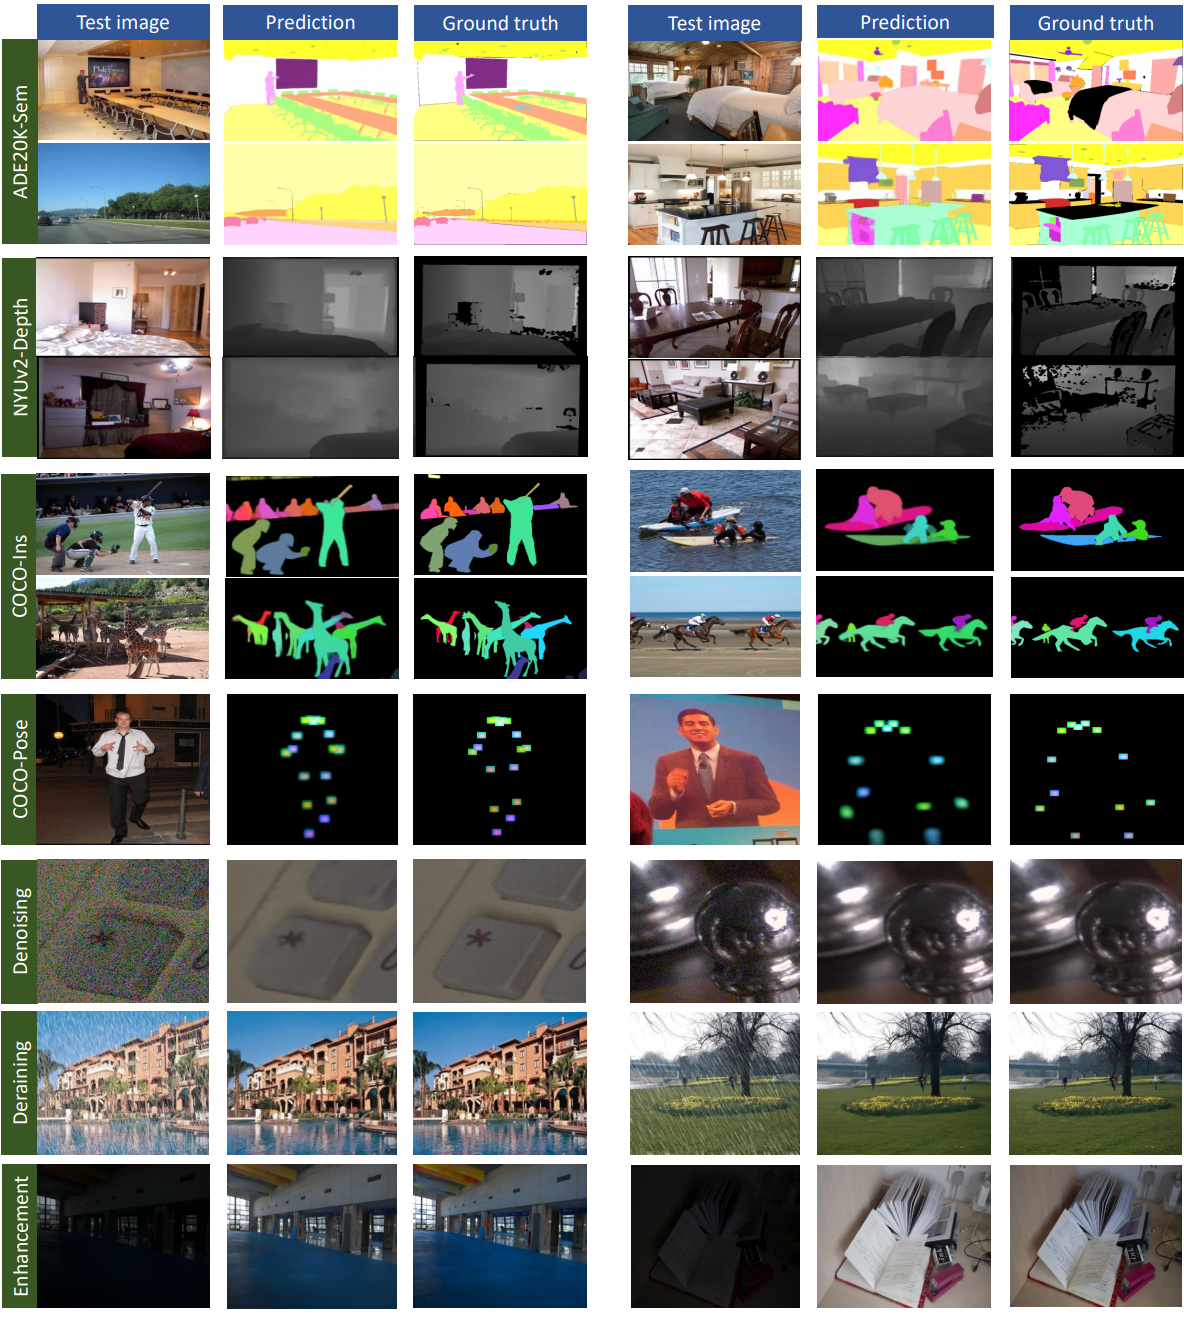 Test image Prediction Ground truth Test image Prediction Ground truth
ADE20K-Sem
NYUv2-Depth
COCO-Ins
COCO-Pose
Denoising
Deraining
Enhancement